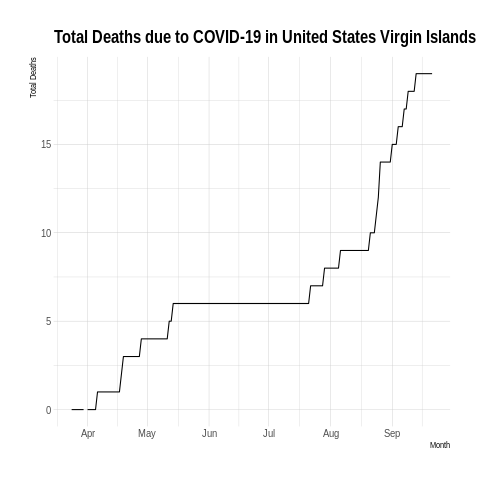 Total Deaths due to COVID-19 in United States Virgin Islands
Total Deaths
15
10
5
0
Apr May Jun Jul Aug Sep
Month